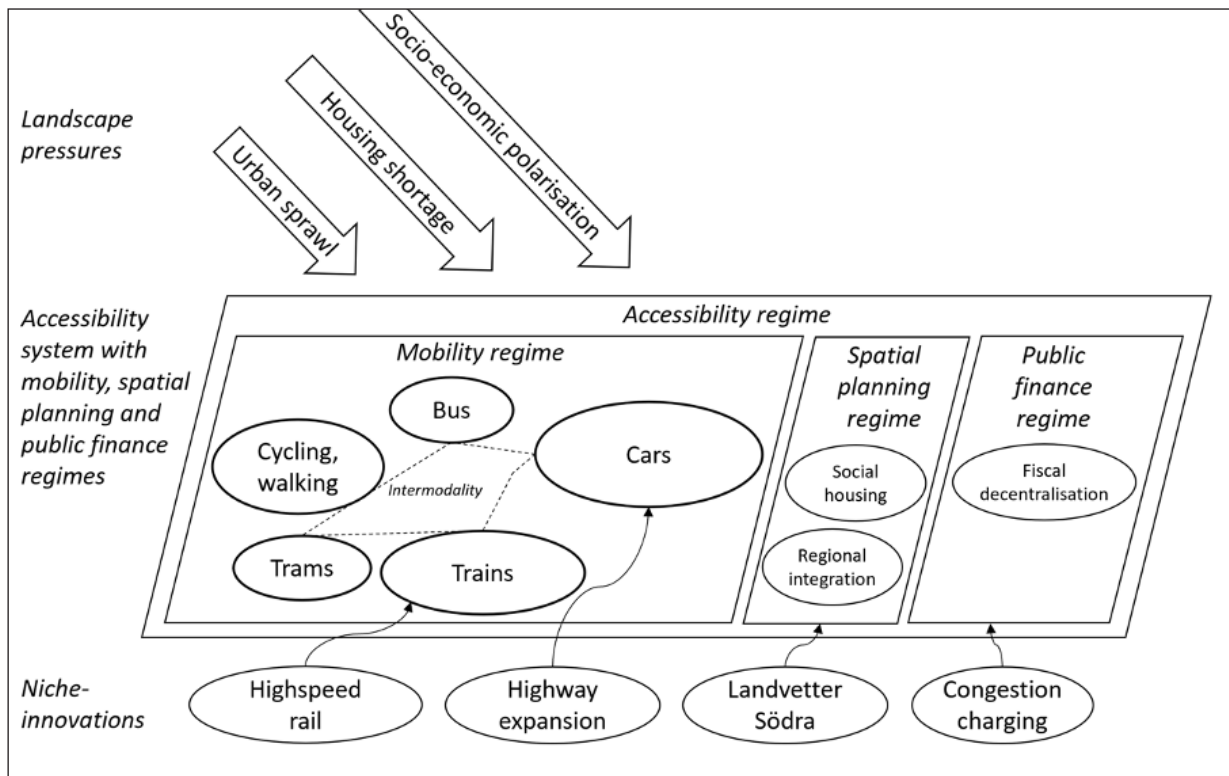 Landscape
pressures
Urban sprawl
Housing shortage
Socio-economic polarisation
Accessibility
system with
mobility, spatial
planning and
public finance
regimes
Accessibility regime
Mobility regime
Bus
Cycling,
walking
Cars
Intermodality
Trams
Trains
Spatial
planning
regime
Social
housing
Regional
integration
Public
finance
regime
Fiscal
decentralisation
Niche-
innovations
Highspeed
rail
Highway
expansion
Landvetter
Södra
Congestion
charging